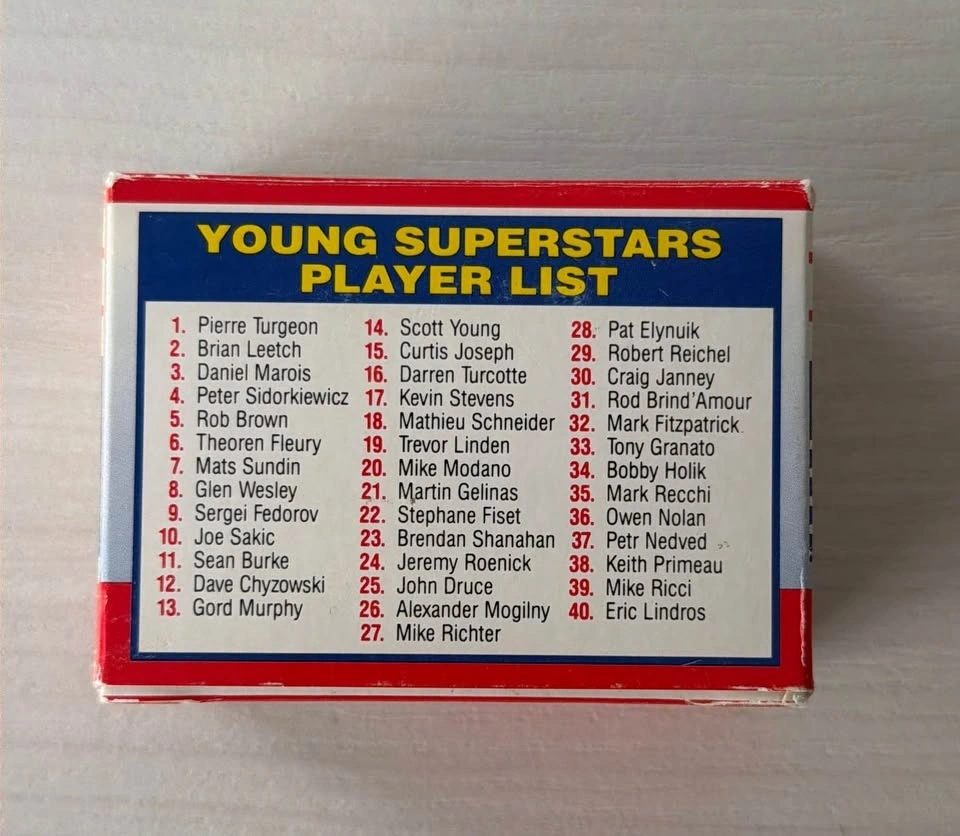 YOUNG SUPERSTARS
PLAYER LIST
1. Pierre Turgeon
2. Brian Leetch
3. Daniel Marois
4. Peter Sidorkiewicz
5. Rob Brown
6. Theoren Fleury
7. Mats Sundin
8. Glen Wesley
9. Sergei Fedorov
10. Joe Sakic
11. Sean Burke
12. Dave Chyzowski
13. Gord Murphy
14. Scott Young
15. Curtis Joseph
16. Darren Turcotte
17. Kevin Stevens
18. Mathieu Schneider
19. Trevor Linden
20. Mike Modano
21. Martin Gelinas
22. Stephane Fiset
23. Brendan Shanahan
24. Jeremy Roenick
25. John Druce
26. Alexander Mogilny
27. Mike Richter
28. Pat Elynuik
29. Robert Reichel
30. Craig Janney
31. Rod Brind'Amour
32. Mark Fitzpatrick
33. Tony Granato
34. Bobby Holik
35. Mark Recchi
36. Owen Nolan
37. Petr Nedved
38. Keith Primeau
39. Mike Ricci
40. Eric Lindros